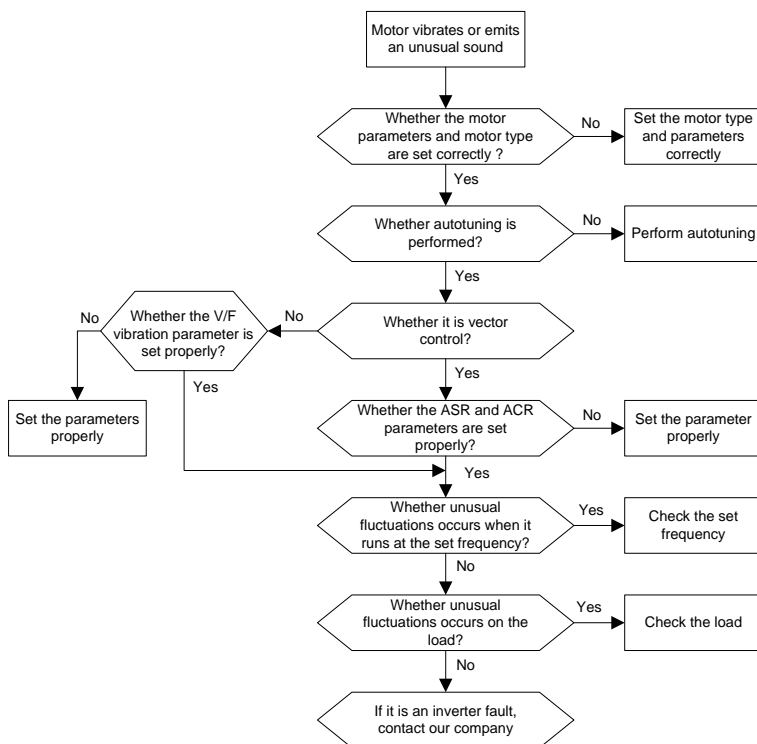 Motor vibrates or emits
an unusual sound
Whether the motor
parameters and motor type
are set correctly ?
No
Set the motor type
and parameters
correctly
Yes
Whether autotuning is
performed?
No
Perform autotuning
Yes
No
Whether the V/F
vibration parameter is
set properly?
No
Whether it is vector
control?
Yes
Yes
Set the parameters
properly
Whether the ASR and ACR
parameters are set
properly?
No
Set the parameter
properly
Yes
Whether unusual
fluctuations occurs when it
runs at the set frequency?
Yes
Check the set
frequency
No
Whether unusual
fluctuations occurs on the
load?
Yes
Check the load
No
If it is an inverter fault,
contact our company